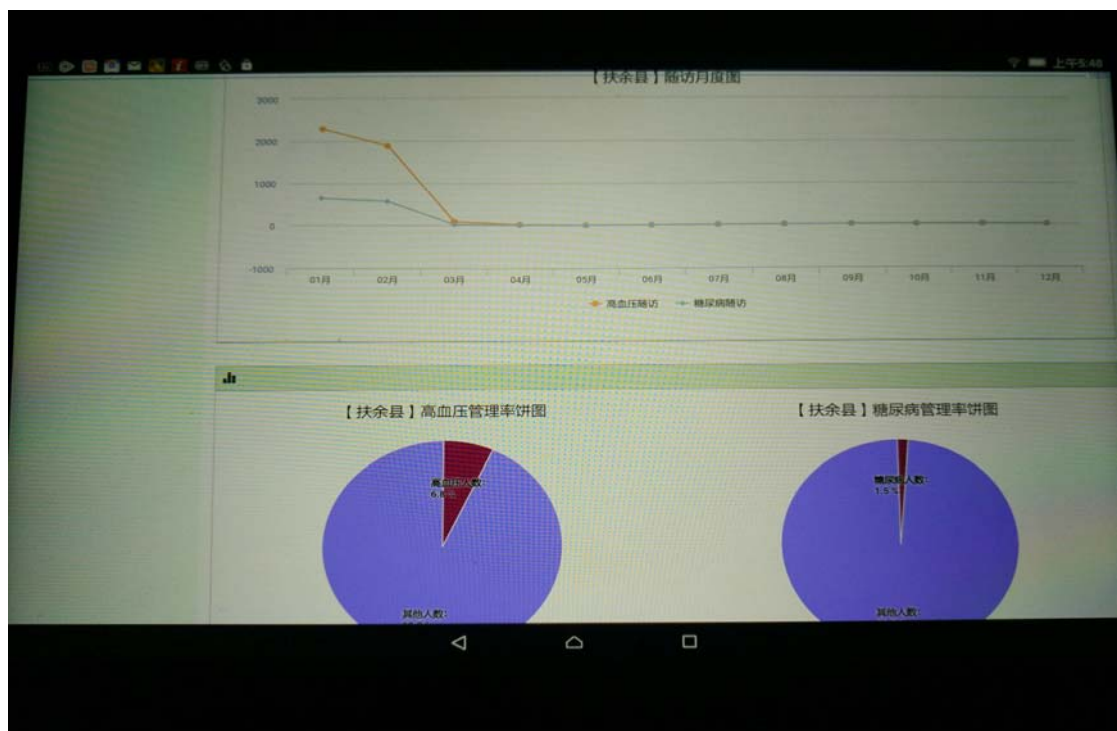 上午5:48
【扶余县】随访月度图
3000
2000
1000
0
-1000
01月 02月 03月 04月 05月 06月 07月 08月 09月 10月 11月 12月
高血压随访 糖尿病随访
【扶余县】高血压管理率饼图
【扶余县】糖尿病管理率饼图
高血压人数:
6.8%
糖尿病人数:
1.5%
其他人数:
其他人数: